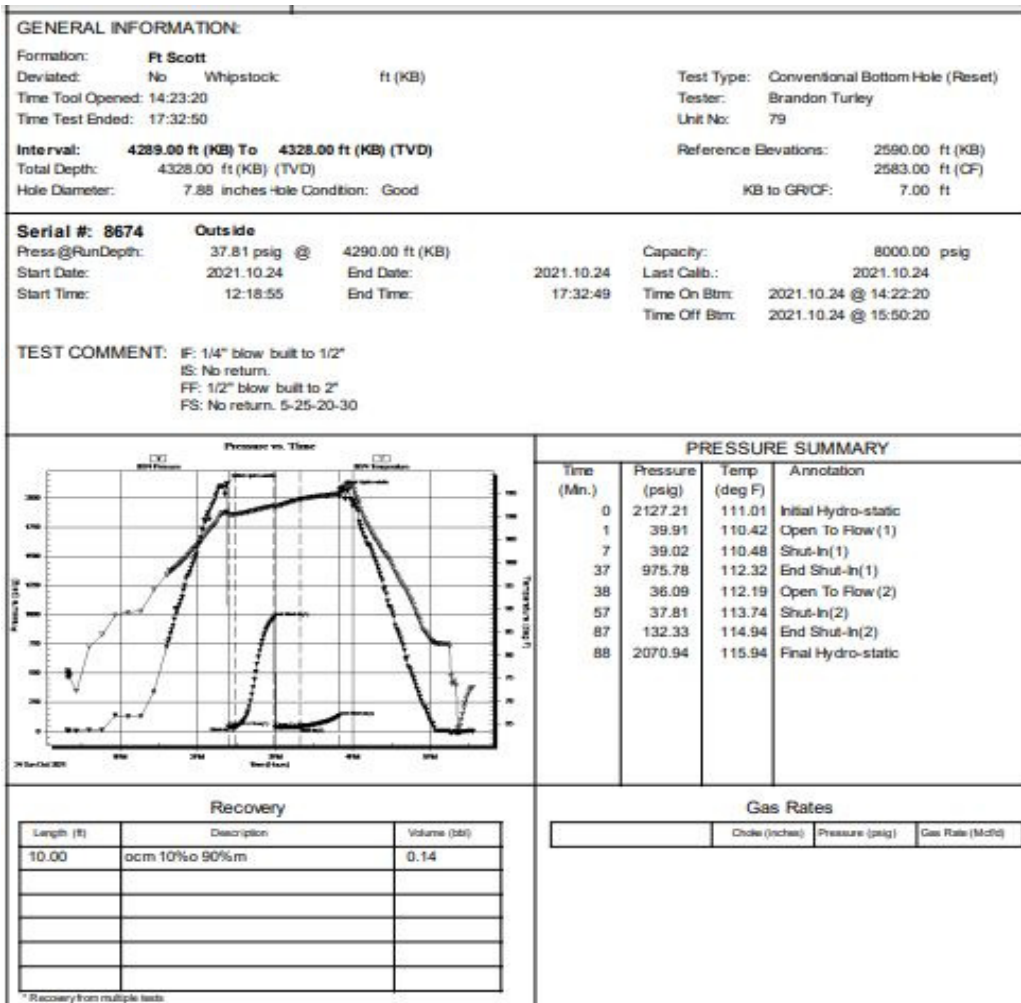 GENERAL INFORMATION:
Formation: Ft Scott
Deviated: No Whipstock: ft (KB)
Time Tool Opened: 14:23:20
Time Test Ended: 17:32:50
Test Type: Conventional Bottom Hole (Reset)
Tester: Brandon Turley
Unit No: 79
Interval: 4289.00 ft (KB) To 4328.00 ft (KB) (TVD)
Total Depth: 4328.00 ft (KB) (TVD)
Hole Diameter: 7.88 inches Hole Condition: Good
Reference Elevations: 2590.00 ft (KB)
2583.00 ft (CF)
KB to GR/CF: 7.00 ft
Serial #: 8674 Outside
Press@RunDepth: 37.81 psig @ 4290.00 ft (KB) Capacity: 8000.00 psig
Start Date: 2021.10.24 End Date: 2021.10.24 Last Calib.: 2021.10.24
Start Time: 12:18:55 End Time: 17:32:49 Time On Btm: 2021.10.24 @ 14:22:20
Time Off Btm: 2021.10.24 @ 15:50:20
TEST COMMENT: IF: 1/4" blow built to 1/2"
IS: No return.
FF: 1/2" blow built to 2"
FS: No return. 5-25-20-30
Pressure vs. Time
8674 Pressure 8674 Temperature
Pressure (psig)
Temperature (deg F)
Time (Hours)
PRESSURE SUMMARY
Time Pressure Temp Annotation
(Min.) (psig) (deg F)
0 2127.21 111.01 Initial Hydro-static
1 39.91 110.42 Open To Flow (1)
7 39.02 110.48 Shut-In(1)
37 975.78 112.32 End Shut-In(1)
38 36.09 112.19 Open To Flow (2)
57 37.81 113.74 Shut-In(2)
87 132.33 114.94 End Shut-In(2)
88 2070.94 115.94 Final Hydro-static
Recovery
Length (ft) Description Volume (bbl)
10.00 ocm 10%o 90%m 0.14
* Recovery from multiple tests
Gas Rates
Choke (inches) Pressure (psig) Gas Rate (Mcf/d)